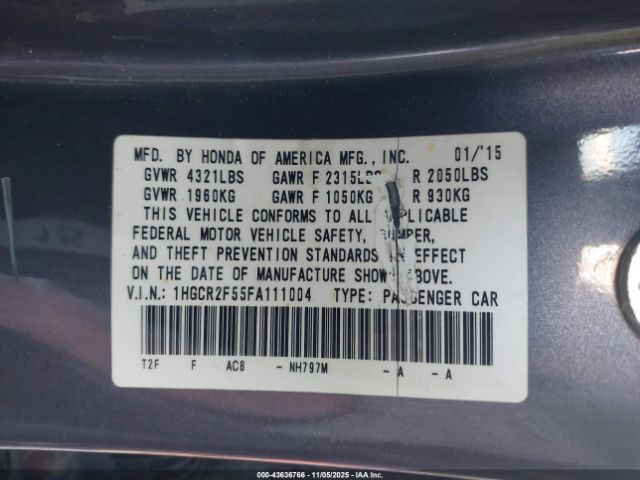 MFD. BY HONDA OF AMERICA MFG., INC. 01/'15
GVWR 4321LBS GAWR F 2315LBS R 2050LBS
GVWR 1960KG GAWR F 1050KG R 930KG
THIS VEHICLE CONFORMS TO ALL APPLICABLE
FEDERAL MOTOR VEHICLE SAFETY, BUMPER,
AND THEFT PREVENTION STANDARDS IN EFFECT
ON THE DATE OF MANUFACTURE SHOWN ABOVE.
V.I.N.: 1HGCR2F55FA111004 TYPE: PASSENGER CAR
T2F F AC8 - NH797M - A - A
000-43636766 - 11/05/2025 - IAA Inc.